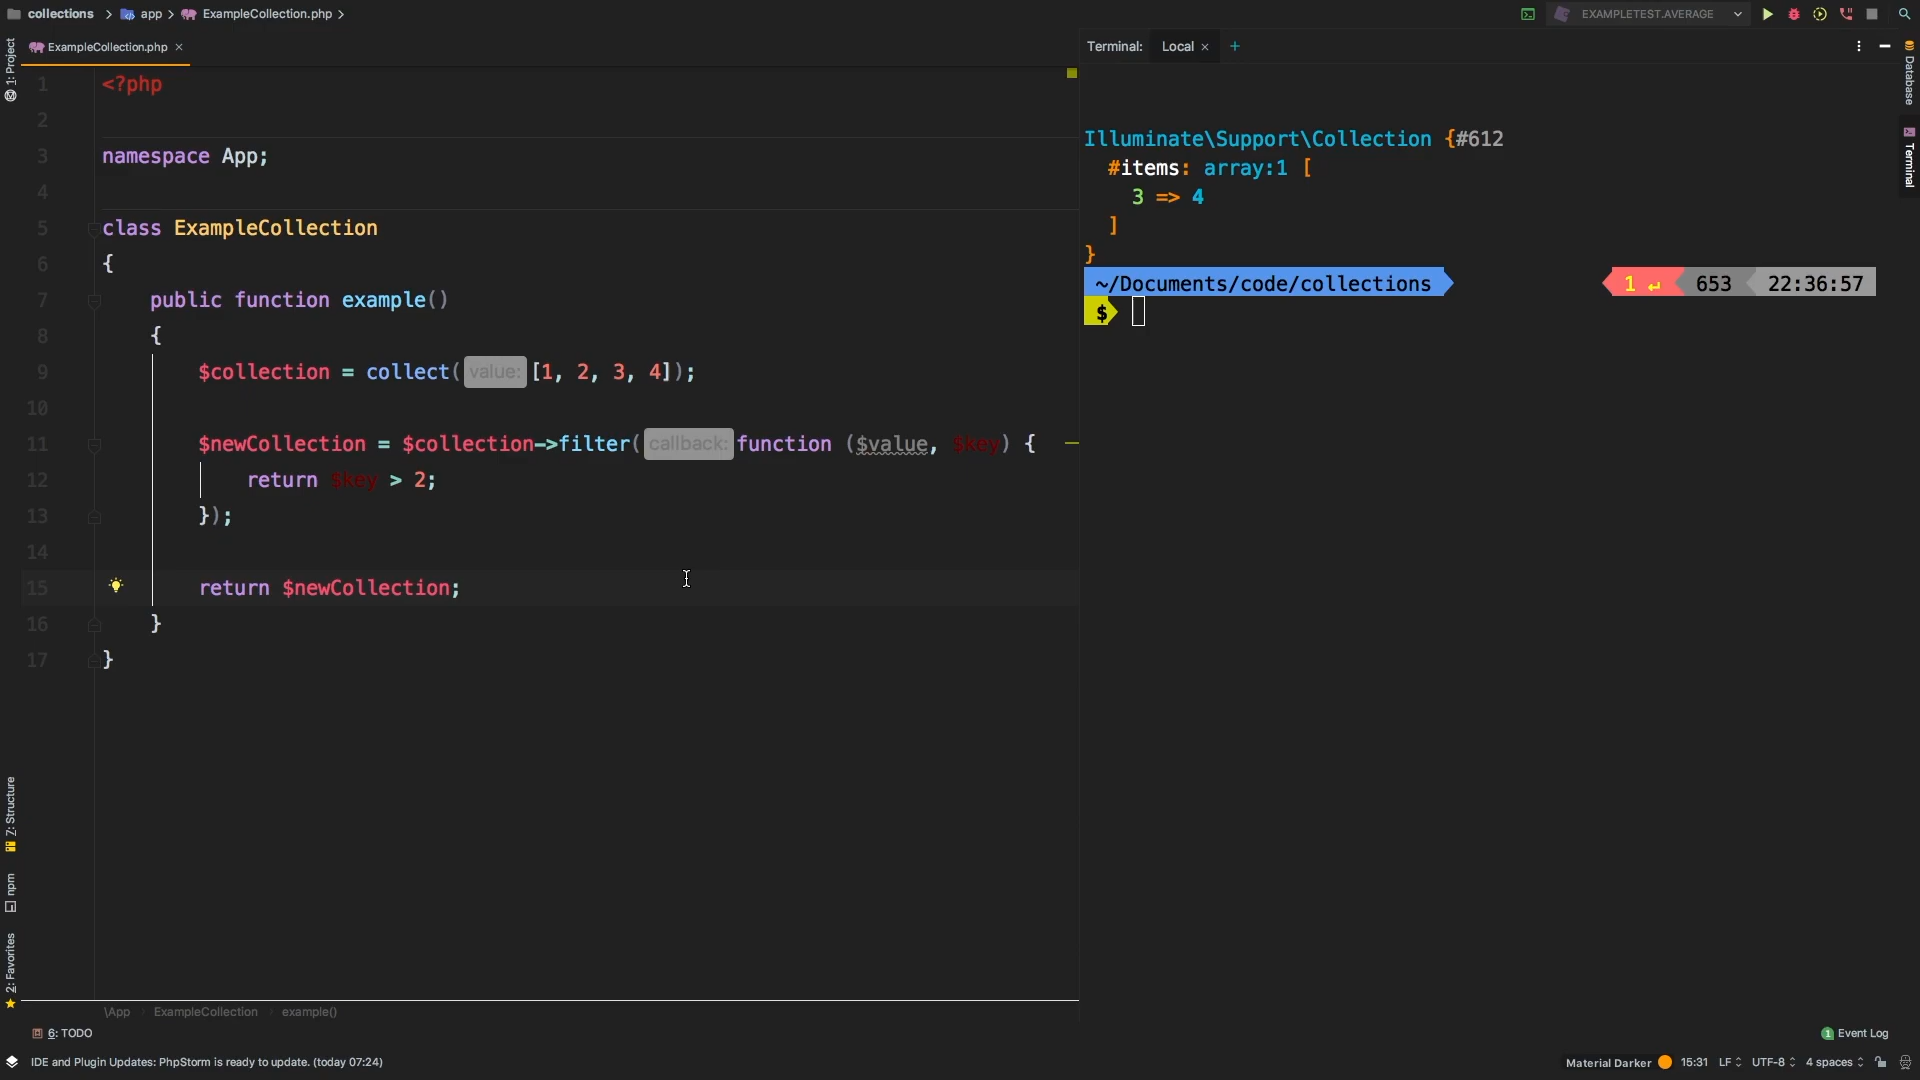 collections app ExampleCollection.php
EXAMPLETEST.AVERAGE
1: Project
ExampleCollection.php
1 <?php
2
3 namespace App;
4
5 class ExampleCollection
6 {
7 public function example()
8 {
9 $collection = collect( value: [1, 2, 3, 4]);
10
11 $newCollection = $collection->filter( callback: function ($value, $key) {
12 return $key > 2;
13 });
14
15 return $newCollection;
16 }
17 }
Terminal: Local × +
Illuminate\Support\Collection {#612
#items: array:1 [
3 => 4
]
}
~/Documents/code/collections
1 ↵ 653 22:36:57
$
Database
Terminal
7: Structure
npm
2: Favorites
\App ExampleCollection example()
6: TODO
1 Event Log
IDE and Plugin Updates: PhpStorm is ready to update. (today 07:24)
Material Darker 15:31 LF UTF-8 4 spaces